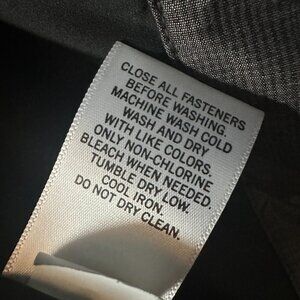 CLOSE ALL FASTENERS
BEFORE WASHING.
MACHINE WASH COLD
WASH AND DRY
WITH LIKE COLORS.
ONLY NON-CHLORINE
BLEACH WHEN NEEDED.
TUMBLE DRY LOW.
COOL IRON.
DO NOT DRY CLEAN.